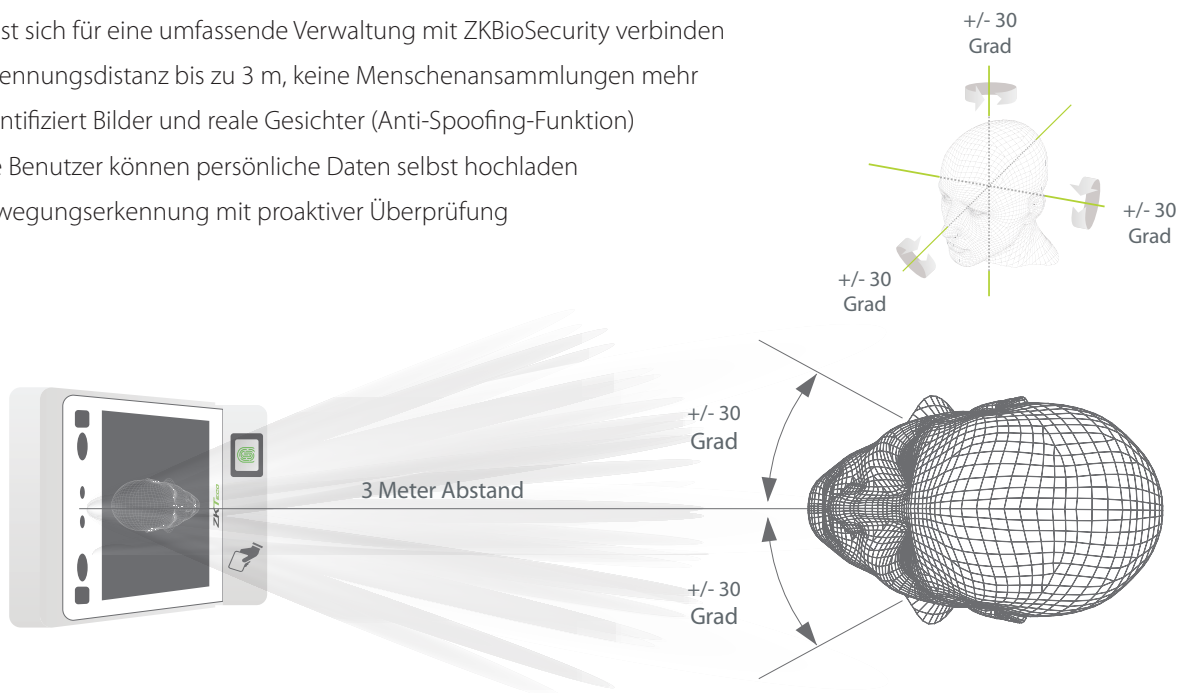 st sich für eine umfassende Verwaltung mit ZKBioSecurity verbinden
ennungsdistanz bis zu 3 m, keine Menschenansammlungen mehr
ntifiziert Bilder und reale Gesichter (Anti-Spoofing-Funktion)
e Benutzer können persönliche Daten selbst hochladen
wegungserkennung mit proaktiver Überprüfung
+/- 30
Grad
+/- 30
Grad
+/- 30
Grad
+/- 30
Grad
3 Meter Abstand
ZKTECO
+/- 30
Grad